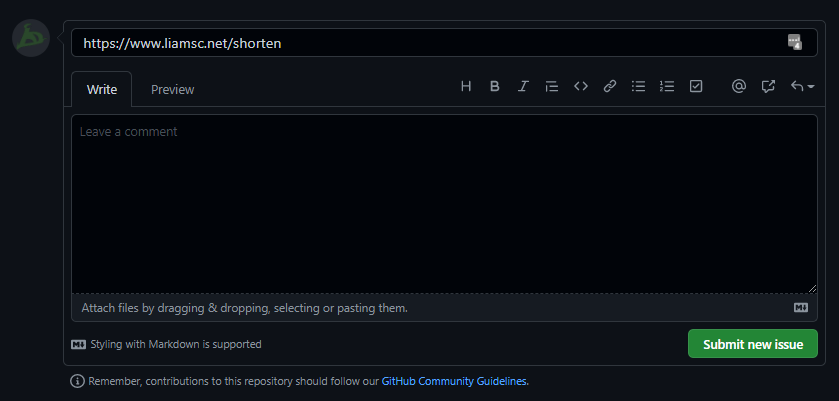 https://www.liamsc.net/shorten
Write Preview
Leave a comment
Attach files by dragging & dropping, selecting or pasting them.
Styling with Markdown is supported
Submit new issue
Remember, contributions to this repository should follow our GitHub Community Guidelines.